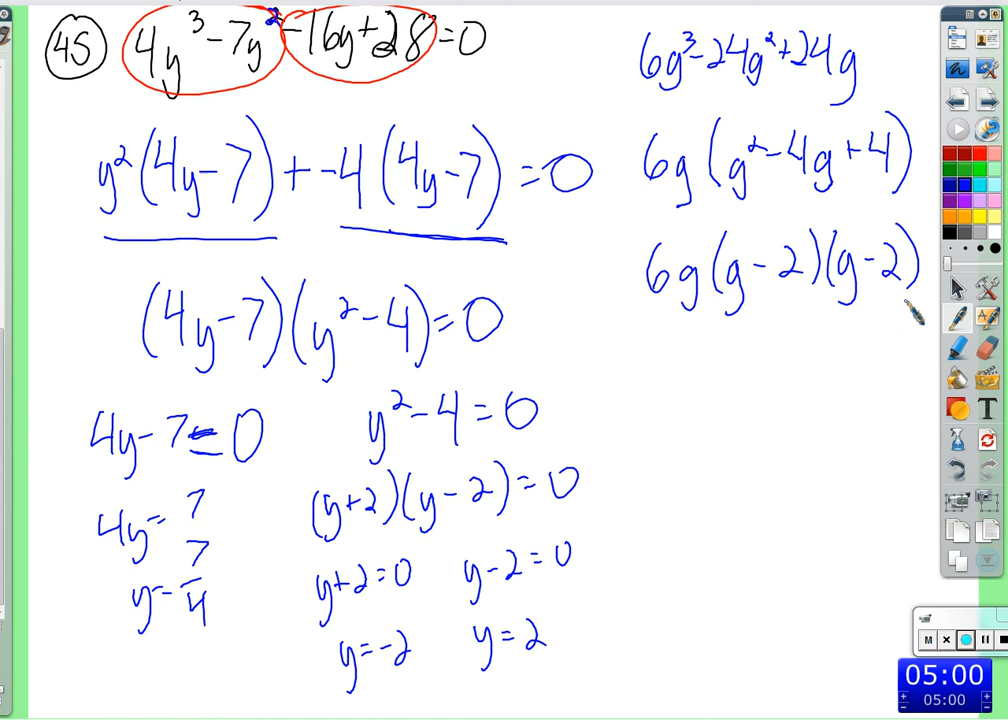 45 4y³ - 7y² - 16y + 28 = 0
y²(4y - 7) + -4(4y - 7) = 0
(4y - 7)(y² - 4) = 0
4y - 7 = 0
4y = 7
y = 7/4
y² - 4 = 0
(y + 2)(y - 2) = 0
y + 2 = 0 y - 2 = 0
y = -2 y = 2
6g³ - 24g² + 24g
6g(g² - 4g + 4)
6g(g - 2)(g - 2)
T
M
05:00
05:00